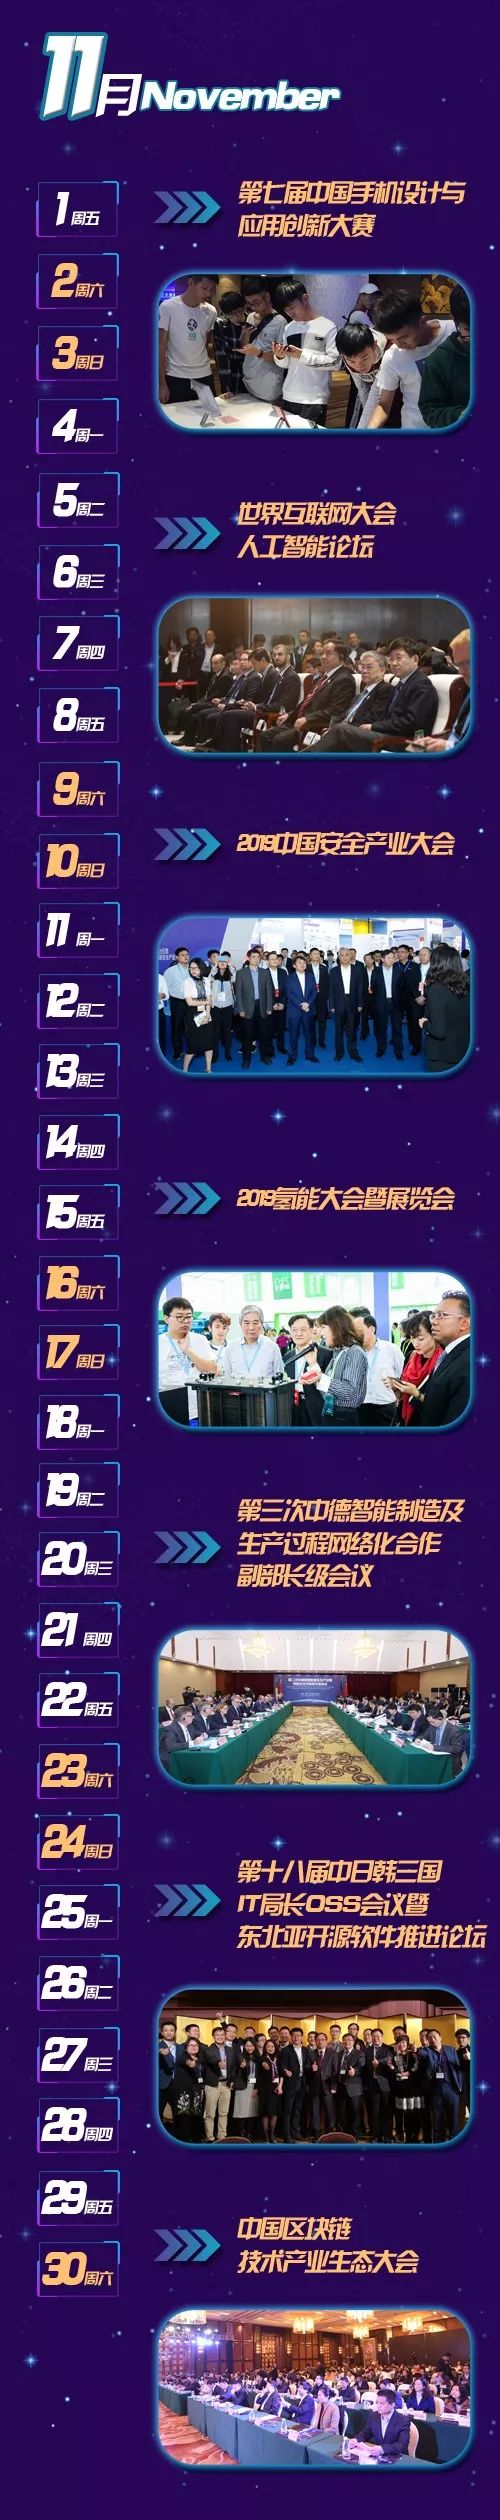 11月November
1周五
第七届中国手机设计与
应用创新大赛
2周六
3周日
4周一
5周二
世界互联网大会
人工智能论坛
6周三
7周四
8周五
9周六
10周日
2019中国安全产业大会
11周一
12周二
13周三
14周四
15周五
2019氢能大会暨展览会
16周六
17周日
18周一
19周二
第三次中德智能制造及
生产过程网络化合作
副部长级会议
20周三
21周四
22周五
23周六
24周日
25周一
第十八届中日韩三国
IT局长OSS会议暨
东北亚开源软件推进论坛
26周二
27周三
28周四
29周五
30周六
中国区块链
技术产业生态大会